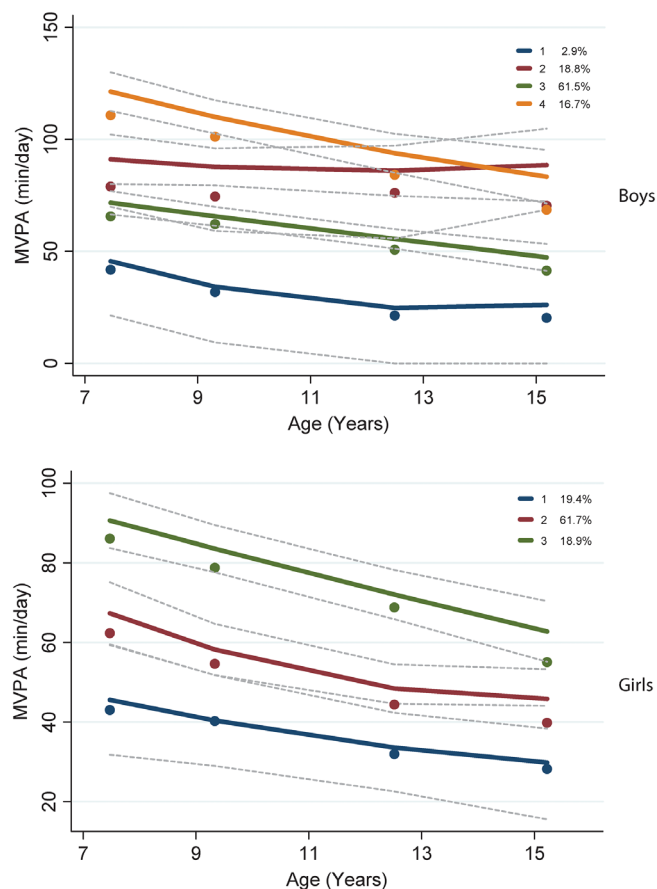 150
100
50
0
MVPA (min/day)
1 2.9%
2 18.8%
3 61.5%
4 16.7%
Boys
7 9 11 13 15
Age (Years)
100
80
60
40
20
MVPA (min/day)
1 19.4%
2 61.7%
3 18.9%
Girls
7 9 11 13 15
Age (Years)